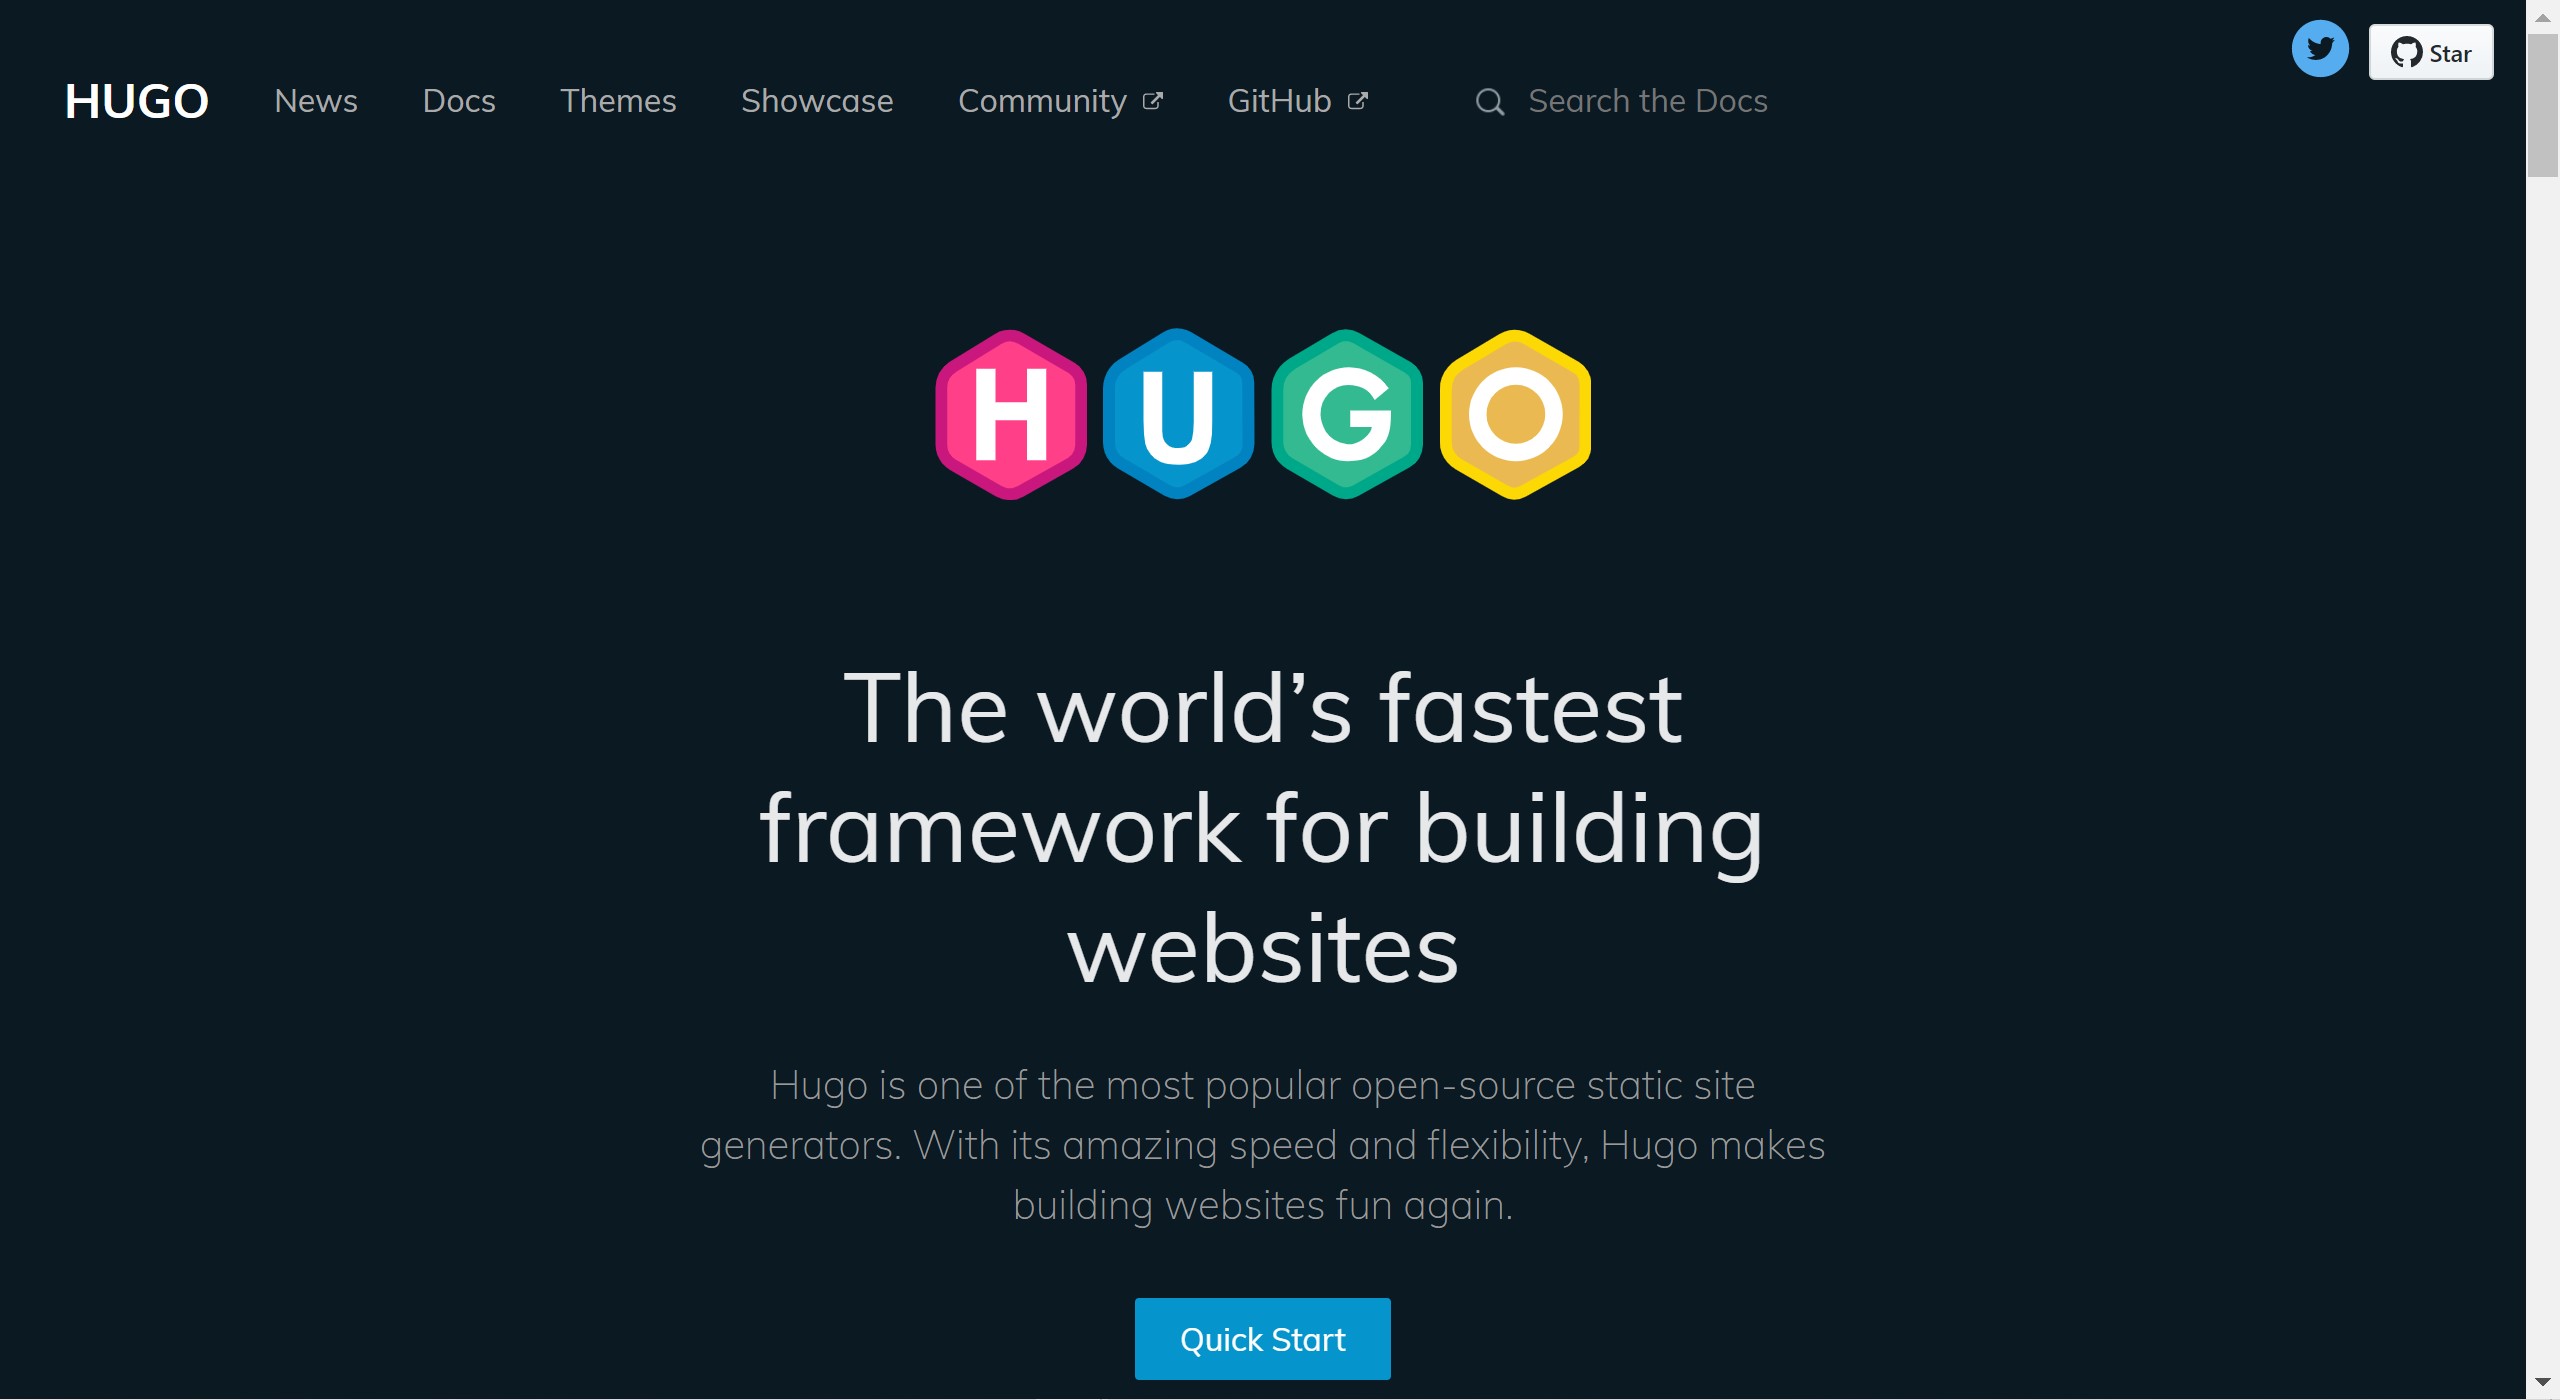 HUGO News Docs Themes Showcase Community GitHub Search the Docs Star
HUGO
The world’s fastest
framework for building
websites
Hugo is one of the most popular open-source static site
generators. With its amazing speed and flexibility, Hugo makes
building websites fun again.
Quick Start